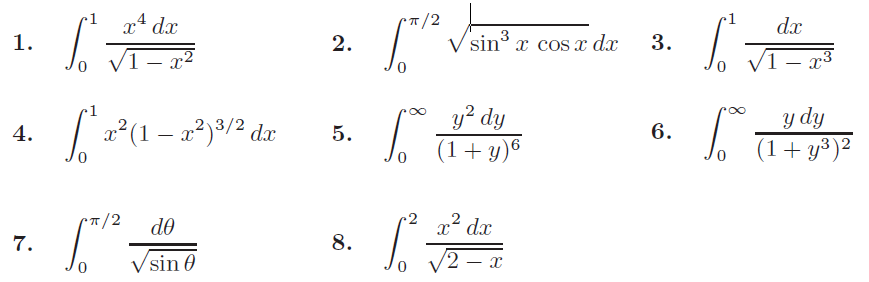 1. $\int_0^1 \frac{x^4\,dx}{\sqrt{1-x^2}}$ 2. $\int_0^{\pi/2} \sqrt{\sin^3 x \cos x}\,dx$ 3. $\int_0^1 \frac{dx}{\sqrt{1-x^3}}$
4. $\int_0^1 x^2(1-x^2)^{3/2}\,dx$ 5. $\int_0^\infty \frac{y^2\,dy}{(1+y)^6}$ 6. $\int_0^\infty \frac{y\,dy}{(1+y^3)^2}$
7. $\int_0^{\pi/2} \frac{d\theta}{\sqrt{\sin\theta}}$ 8. $\int_0^2 \frac{x^2\,dx}{\sqrt{2-x}}$